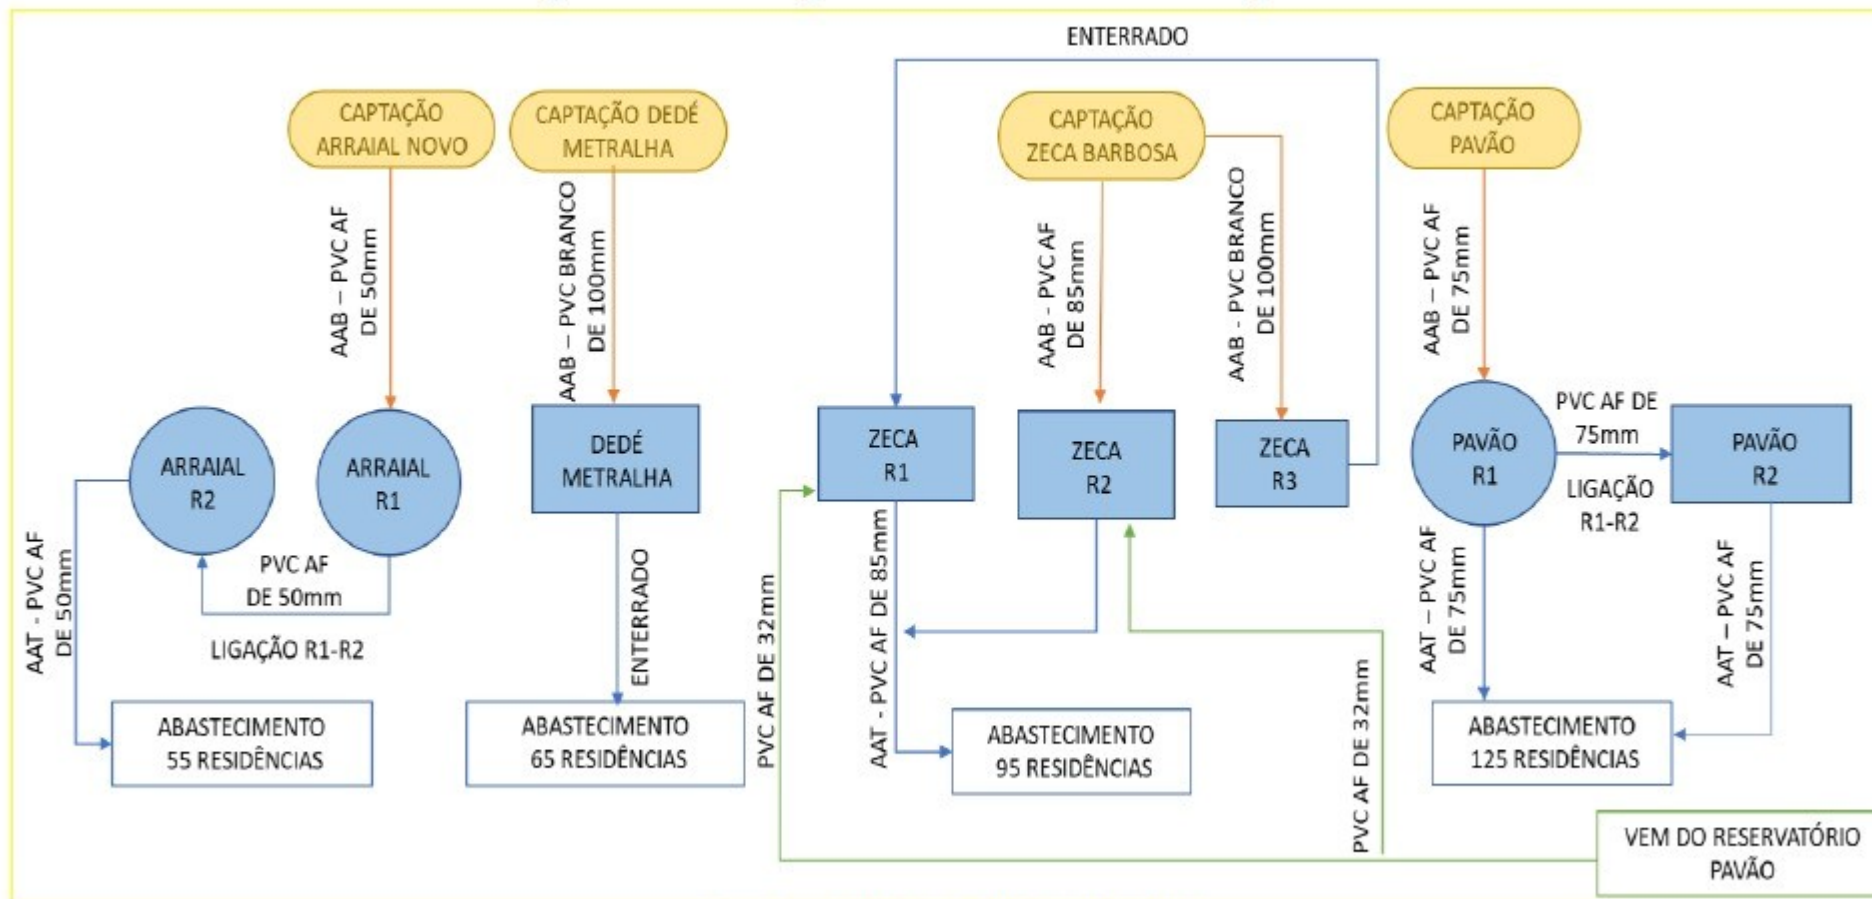 ENTERRADO
CAPTAÇÃO
ARRAIAL NOVO
CAPTAÇÃO DEDÉ
METRALHA
CAPTAÇÃO
ZECA BARBOSA
CAPTAÇÃO
PAVÃO
AAB – PVC AF
DE 50mm
AAB – PVC BRANCO
DE 100mm
AAB - PVC AF
DE 85mm
AAB - PVC BRANCO
DE 100mm
AAB – PVC AF
DE 75mm
ARRAIAL
R2
ARRAIAL
R1
DEDÉ
METRALHA
ZECA
R1
ZECA
R2
ZECA
R3
PAVÃO
R1
PVC AF DE
75mm
LIGAÇÃO
R1-R2
PAVÃO
R2
AAT - PVC AF
DE 50mm
PVC AF
DE 50mm
LIGAÇÃO R1-R2
ENTERRADO
PVC AF DE 32mm
AAT - PVC AF DE 85mm
PVC AF DE 32mm
AAT – PVC AF
DE 75mm
AAT – PVC AF
DE 75mm
ABASTECIMENTO
55 RESIDÊNCIAS
ABASTECIMENTO
65 RESIDÊNCIAS
ABASTECIMENTO
95 RESIDÊNCIAS
ABASTECIMENTO
125 RESIDÊNCIAS
VEM DO RESERVATÓRIO
PAVÃO